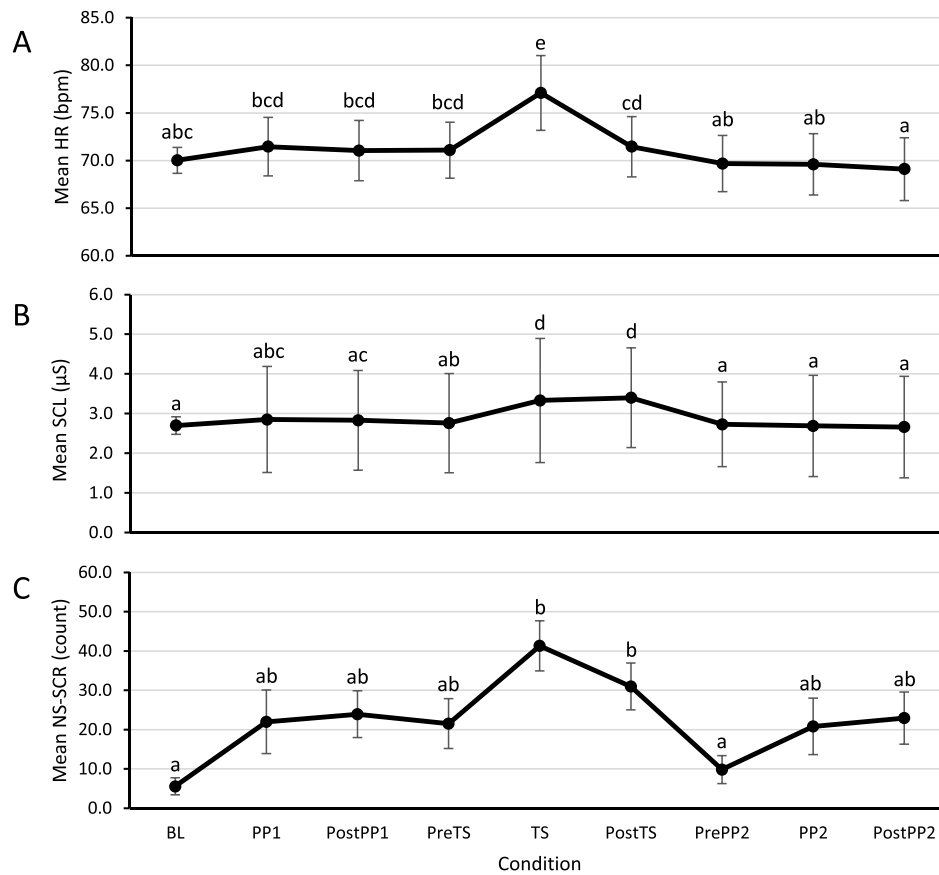 A
Mean HR (bpm)
85.0
80.0
75.0
70.0
65.0
60.0
abc
bcd
bcd
bcd
e
cd
ab
ab
a
B
Mean SCL (µS)
6.0
5.0
4.0
3.0
2.0
1.0
0.0
a
abc
ac
ab
d
d
a
a
a
C
Mean NS-SCR (count)
60.0
50.0
40.0
30.0
20.0
10.0
0.0
a
ab
ab
ab
b
b
a
ab
ab
BL PP1 PostPP1 PreTS TS PostTS PrePP2 PP2 PostPP2
Condition